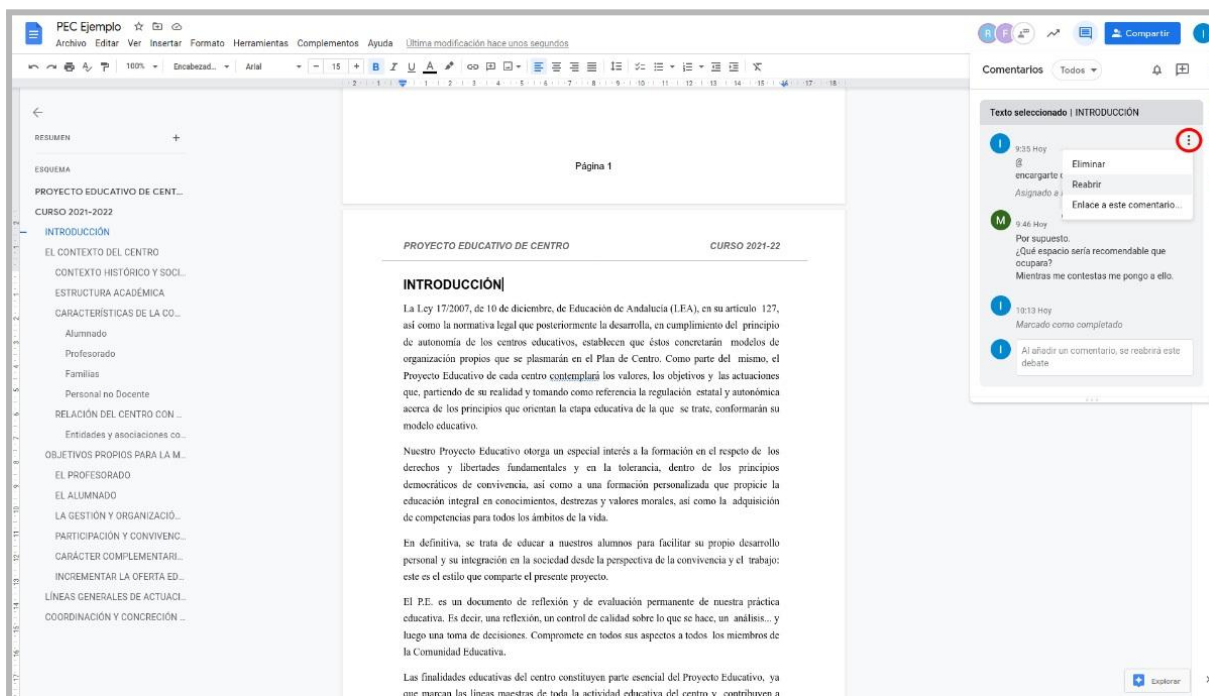 PEC Ejemplo
Archivo Editar Ver Insertar Formato Herramientas Complementos Ayuda Última modificación hace unos segundos
R F Compartir I
100% Encabezad... Arial 15 B I U A
Comentarios Todos
RESUMEN
ESQUEMA
PROYECTO EDUCATIVO DE CENT...
CURSO 2021-2022
INTRODUCCIÓN
EL CONTEXTO DEL CENTRO
CONTEXTO HISTÓRICO Y SOCI...
ESTRUCTURA ACADÉMICA
CARACTERÍSTICAS DE LA CO...
Alumnado
Profesorado
Familias
Personal no Docente
RELACIÓN DEL CENTRO CON ...
Entidades y asociaciones co...
OBJETIVOS PROPIOS PARA LA M...
EL PROFESORADO
EL ALUMNADO
LA GESTIÓN Y ORGANIZACIÓ...
PARTICIPACIÓN Y CONVIVENC...
CARÁCTER COMPLEMENTARI...
INCREMENTAR LA OFERTA ED...
LÍNEAS GENERALES DE ACTUACI...
COORDINACIÓN Y CONCRECIÓN ...
Página 1
PROYECTO EDUCATIVO DE CENTRO CURSO 2021-22
INTRODUCCIÓN
La Ley 17/2007, de 10 de diciembre, de Educación de Andalucía (LEA), en su artículo 127,
así como la normativa legal que posteriormente la desarrolla, en cumplimiento del principio
de autonomía de los centros educativos, establecen que éstos concretarán modelos de
organización propios que se plasmarán en el Plan de Centro. Como parte del mismo, el
Proyecto Educativo de cada centro contemplará los valores, los objetivos y las actuaciones
que, partiendo de su realidad y tomando como referencia la regulación estatal y autonómica
acerca de los principios que orientan la etapa educativa de la que se trate, conformarán su
modelo educativo.
Nuestro Proyecto Educativo otorga un especial interés a la formación en el respeto de los
derechos y libertades fundamentales y en la tolerancia, dentro de los principios
democráticos de convivencia, así como a una formación personalizada que propicie la
educación integral en conocimientos, destrezas y valores morales, así como la adquisición
de competencias para todos los ámbitos de la vida.
En definitiva, se trata de educar a nuestros alumnos para facilitar su propio desarrollo
personal y su integración en la sociedad desde la perspectiva de la convivencia y el trabajo:
este es el estilo que comparte el presente proyecto.
El P.E. es un documento de reflexión y de evaluación permanente de nuestra práctica
educativa. Es decir, una reflexión, un control de calidad sobre lo que se hace, un análisis... y
luego una toma de decisiones. Compromete en todos sus aspectos a todos los miembros de
la Comunidad Educativa.
Las finalidades educativas del centro constituyen parte esencial del Proyecto Educativo, ya
que marcan las líneas maestras de toda la actividad educativa del centro y contribuyen a
Texto seleccionado | INTRODUCCIÓN
I
9:35 Hoy
@
encargarte
Asignado a
Eliminar
Reabrir
Enlace a este comentario...
M
9:46 Hoy
Por supuesto.
¿Qué espacio sería recomendable que
ocupara?
Mientras me contestas me pongo a ello.
I
10:13 Hoy
Marcado como completado
I
Al añadir un comentario, se reabrirá este
debate
Explorar